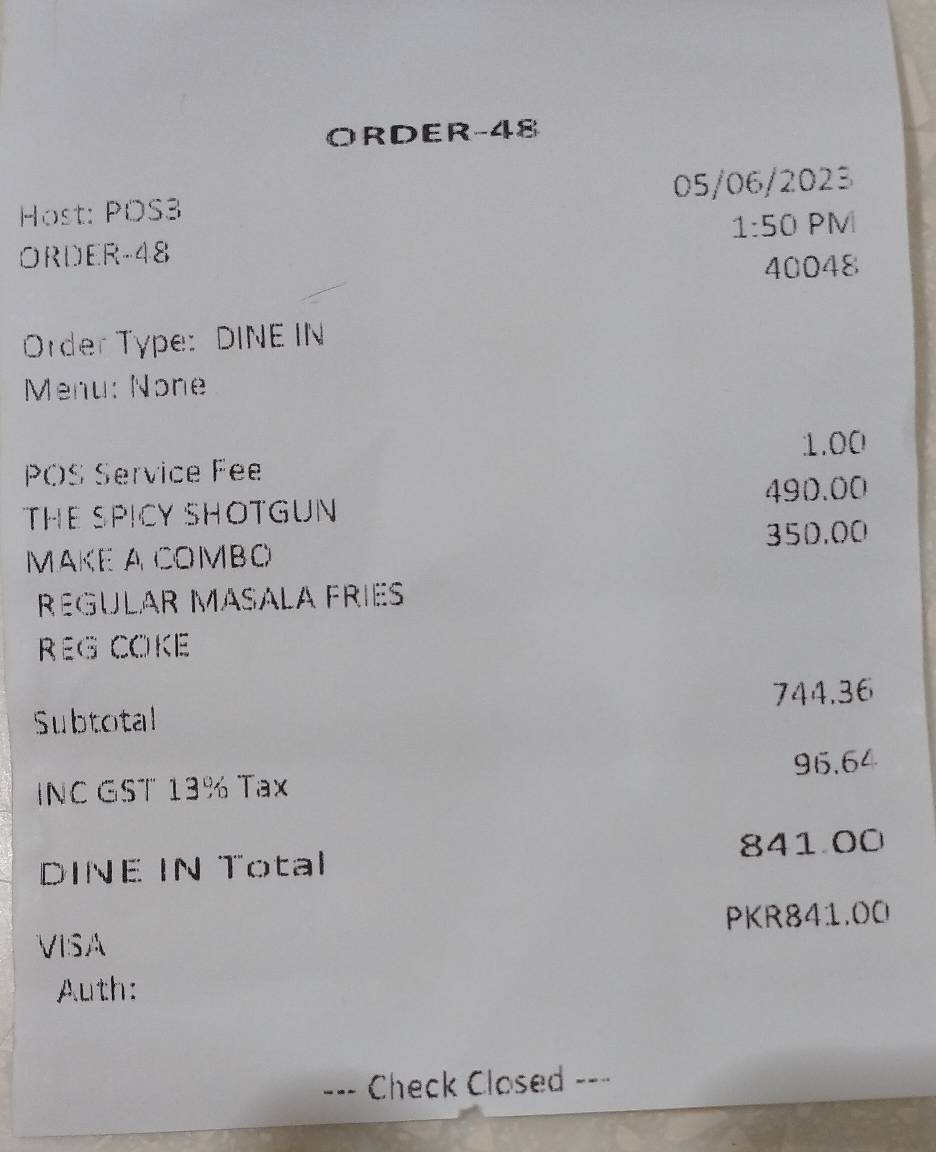 ORDER-48
05/06/2023
Host: POS3
1:50 PM
ORDER-48
40048
Order Type: DINE IN
Menu: None
POS Service Fee 1.00
THE SPICY SHOTGUN 490.00
MAKE A COMBO 350.00
REGULAR MASALA FRIES
REG COKE
Subtotal 744.36
INC GST 13% Tax 96.64
DINE IN Total 841.00
VISA PKR841.00
Auth:
--- Check Closed ---